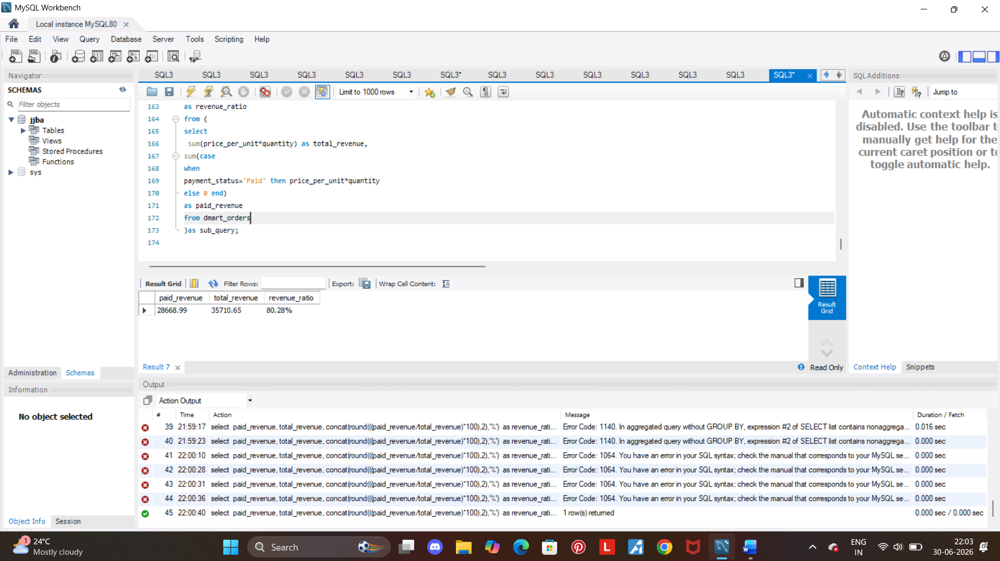 MySQL Workbench
Local instance MySQL80
File Edit View Query Database Server Tools Scripting Help
Navigator
SCHEMAS
Filter objects
jjba
Tables
Views
Stored Procedures
Functions
sys
Administration Schemas
Information
No object selected
Object Info Session
SQL3 SQL3 SQL3 SQL3 SQL3 SQL3 SQL3* SQL3 SQL3 SQL3 SQL3 SQL3 SQL3 SQL3*
Limit to 1000 rows
163 as revenue_ratio
164 from (
165 select
166 sum(price_per_unit*quantity) as total_revenue,
167 sum(case
168 when
169 payment_status='Paid' then price_per_unit*quantity
170 else 0 end)
171 as paid_revenue
172 from dmart_orders
173 )as sub_query;
174
Result Grid Filter Rows: Export: Wrap Cell Content:
paid_revenue total_revenue revenue_ratio
28668.99 35710.65 80.28%
Result Grid
Result 7
Read Only
SQLAdditions
Jump to
Automatic context help is
disabled. Use the toolbar t
manually get help for the
current caret position or to
toggle automatic help.
Context Help Snippets
Output
Action Output
# Time Action Message Duration / Fetch
39 21:59:17 select paid_revenue, total_revenue, concat(round(((paid_revenue/total_revenue)*100),2),'%') as revenue_rati... Error Code: 1140. In aggregated query without GROUP BY, expression #2 of SELECT list contains nonaggrega... 0.016 sec
40 21:59:23 select paid_revenue, total_revenue, concat(round(((paid_revenue/total_revenue)*100),2),'%') as revenue_rati... Error Code: 1140. In aggregated query without GROUP BY, expression #2 of SELECT list contains nonaggrega... 0.000 sec
41 22:00:10 select paid_revenue, total_revenue, concat(round(((paid_revenue/total_revenue)*100),2),'%') as revenue_rati... Error Code: 1064. You have an error in your SQL syntax; check the manual that corresponds to your MySQL se... 0.000 sec
42 22:00:28 select paid_revenue, total_revenue, concat(round(((paid_revenue/total_revenue)*100),2),'%') as revenue_rati... Error Code: 1064. You have an error in your SQL syntax; check the manual that corresponds to your MySQL se... 0.000 sec
43 22:00:31 select paid_revenue, total_revenue, concat(round(((paid_revenue/total_revenue)*100),2),'%') as revenue_rati... Error Code: 1064. You have an error in your SQL syntax; check the manual that corresponds to your MySQL se... 0.000 sec
44 22:00:36 select paid_revenue, total_revenue, concat(round(((paid_revenue/total_revenue)*100),2),'%') as revenue_rati... Error Code: 1064. You have an error in your SQL syntax; check the manual that corresponds to your MySQL se... 0.000 sec
45 22:00:40 select paid_revenue, total_revenue, concat(round(((paid_revenue/total_revenue)*100),2),'%') as revenue_rati... 1 row(s) returned 0.000 sec / 0.000 sec
1
24°C
Mostly cloudy
Search
ENG
IN
22:03
30-06-2026